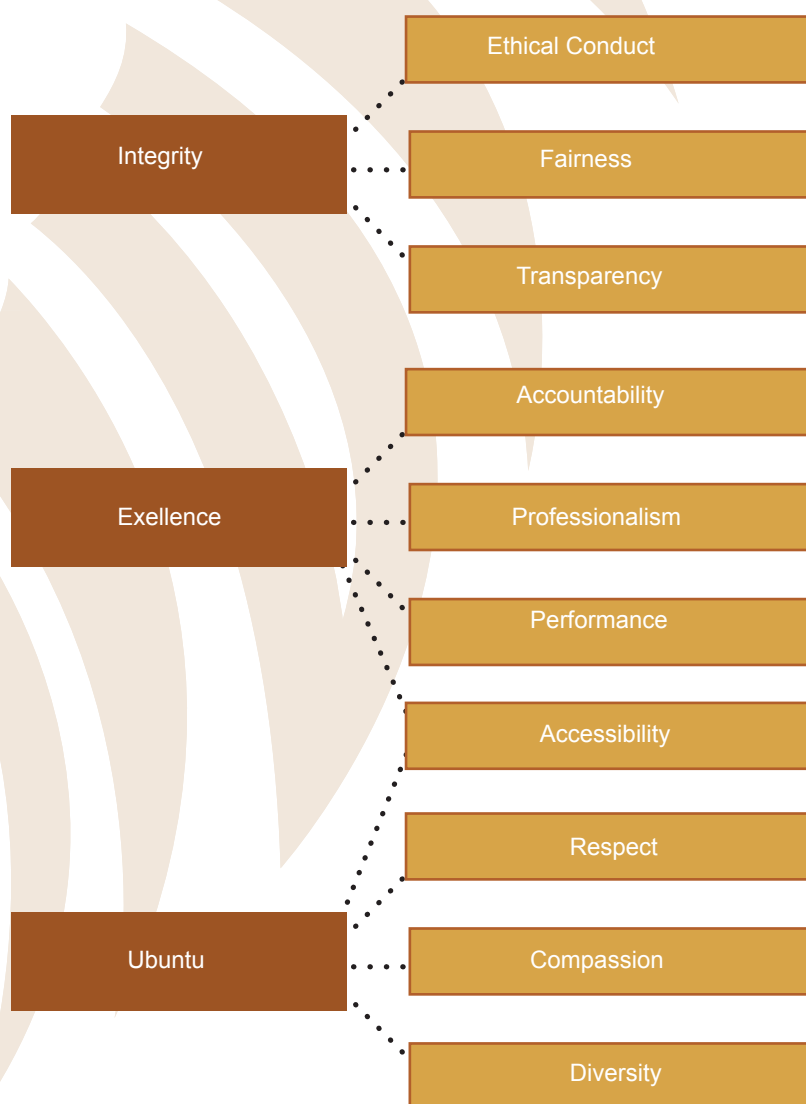 Ethical Conduct
Integrity
Fairness
Transparency
Accountability
Exellence
Professionalism
Performance
Accessibility
Respect
Ubuntu
Compassion
Diversity